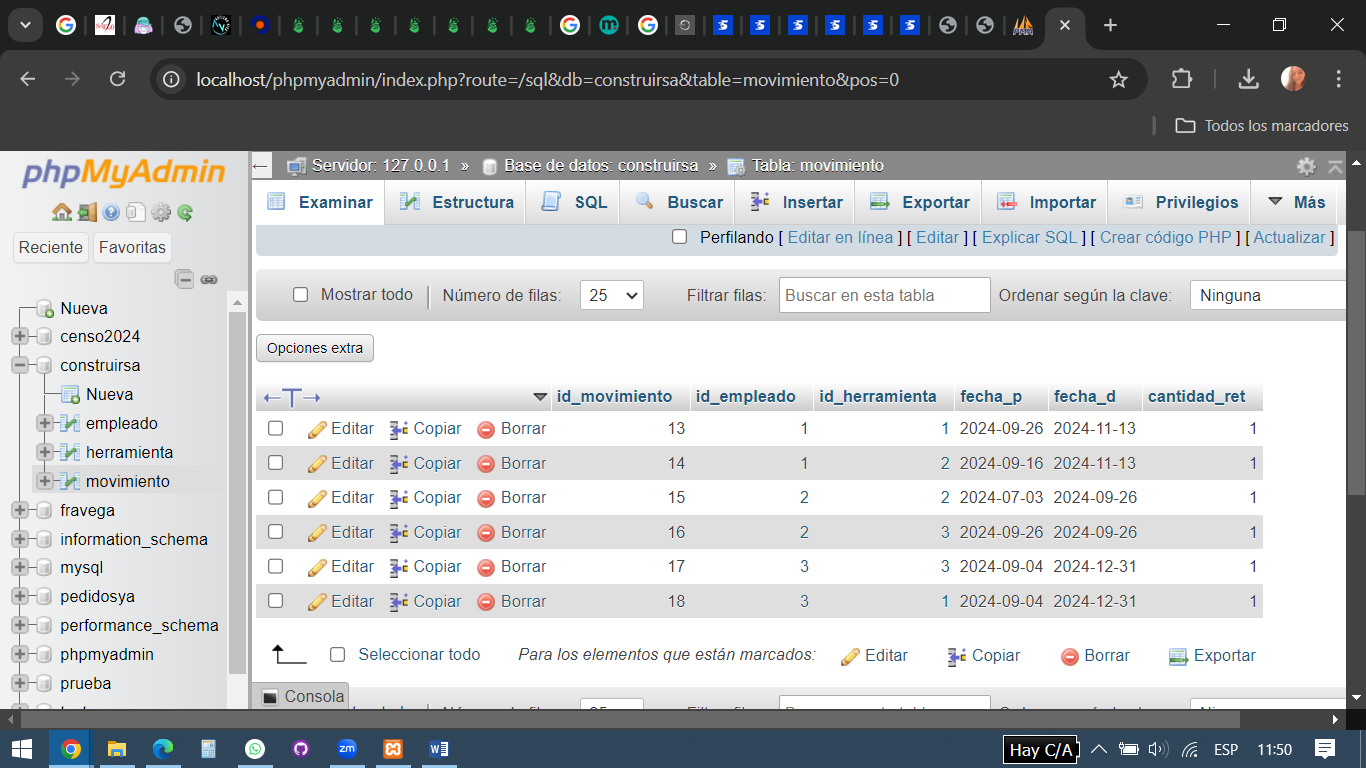 localhost/phpmyadmin/index.php?route=/sql&db=construirsa&table=movimiento&pos=0
Todos los marcadores
phpMyAdmin
Reciente Favoritas
Nueva
censo2024
construirsa
Nueva
empleado
herramienta
movimiento
fravega
information_schema
mysql
pedidosya
performance_schema
phpmyadmin
prueba
Servidor: 127.0.0.1 » Base de datos: construirsa » Tabla: movimiento
Examinar Estructura SQL Buscar Insertar Exportar Importar Privilegios Más
Perfilando [ Editar en línea ] [ Editar ] [ Explicar SQL ] [ Crear código PHP ] [ Actualizar ]
Mostrar todo Número de filas: 25 Filtrar filas: Buscar en esta tabla Ordenar según la clave: Ninguna
Opciones extra
id_movimiento id_empleado id_herramienta fecha_p fecha_d cantidad_ret
Editar Copiar Borrar 13 1 1 2024-09-26 2024-11-13 1
Editar Copiar Borrar 14 1 2 2024-09-16 2024-11-13 1
Editar Copiar Borrar 15 2 2 2024-07-03 2024-09-26 1
Editar Copiar Borrar 16 2 3 2024-09-26 2024-09-26 1
Editar Copiar Borrar 17 3 3 2024-09-04 2024-12-31 1
Editar Copiar Borrar 18 3 1 2024-09-04 2024-12-31 1
Seleccionar todo Para los elementos que están marcados: Editar Copiar Borrar Exportar
Consola
Hay C/A ESP 11:50